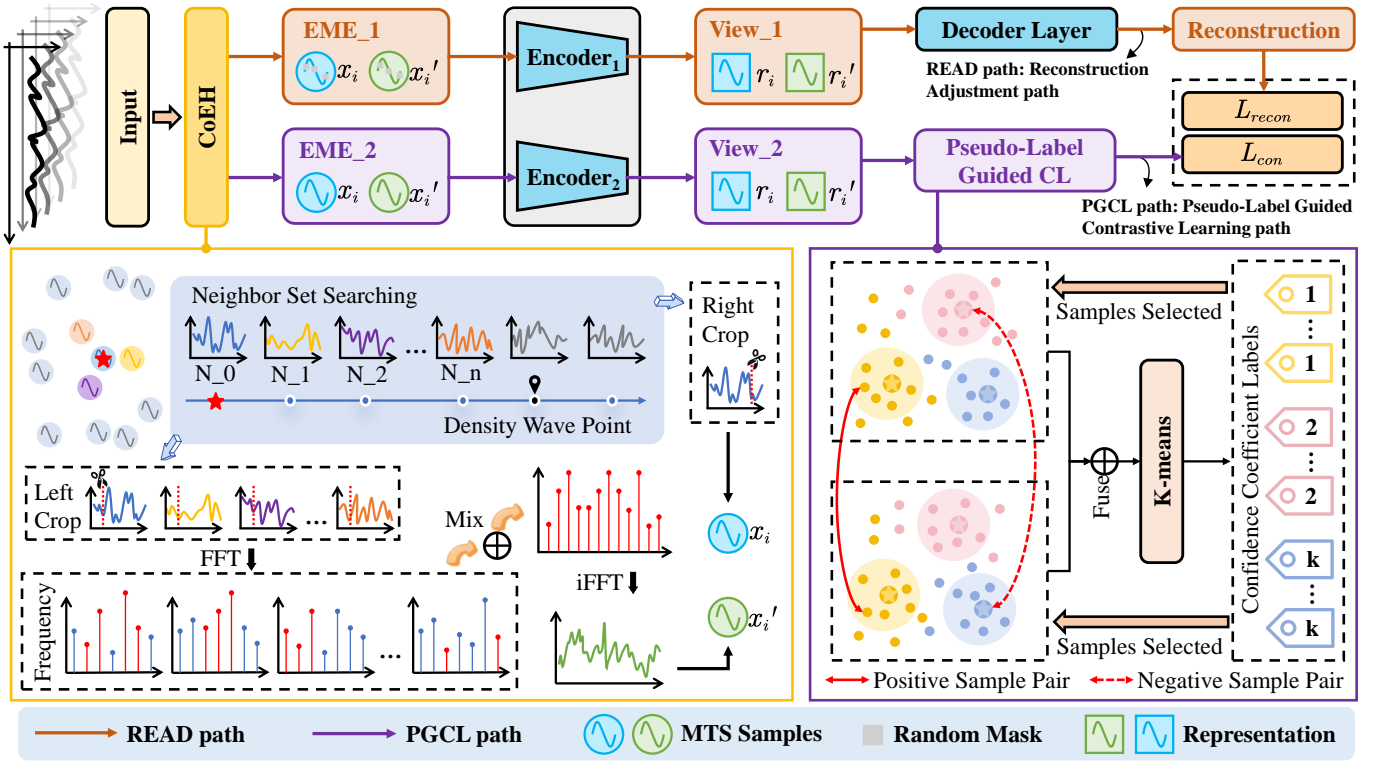 Input
CoEH
EME_1
x_i x_i'
EME_2
x_i x_i'
Encoder_1
Encoder_2
View_1
r_i r_i'
View_2
r_i r_i'
Decoder Layer
READ path: Reconstruction
Adjustment path
Reconstruction
L_recon
L_con
Pseudo-Label
Guided CL
PGCL path: Pseudo-Label Guided
Contrastive Learning path
Neighbor Set Searching
N_0 N_1 N_2 ... N_n
Density Wave Point
Right
Crop
Left
Crop
...
FFT
Mix
iFFT
x_i
x_i'
Frequency
...
Samples Selected
Fuse
K-means
Confidence Coefficient Labels
1
1
2
2
k
k
Samples Selected
Positive Sample Pair
Negative Sample Pair
READ path
PGCL path
MTS Samples
Random Mask
Representation